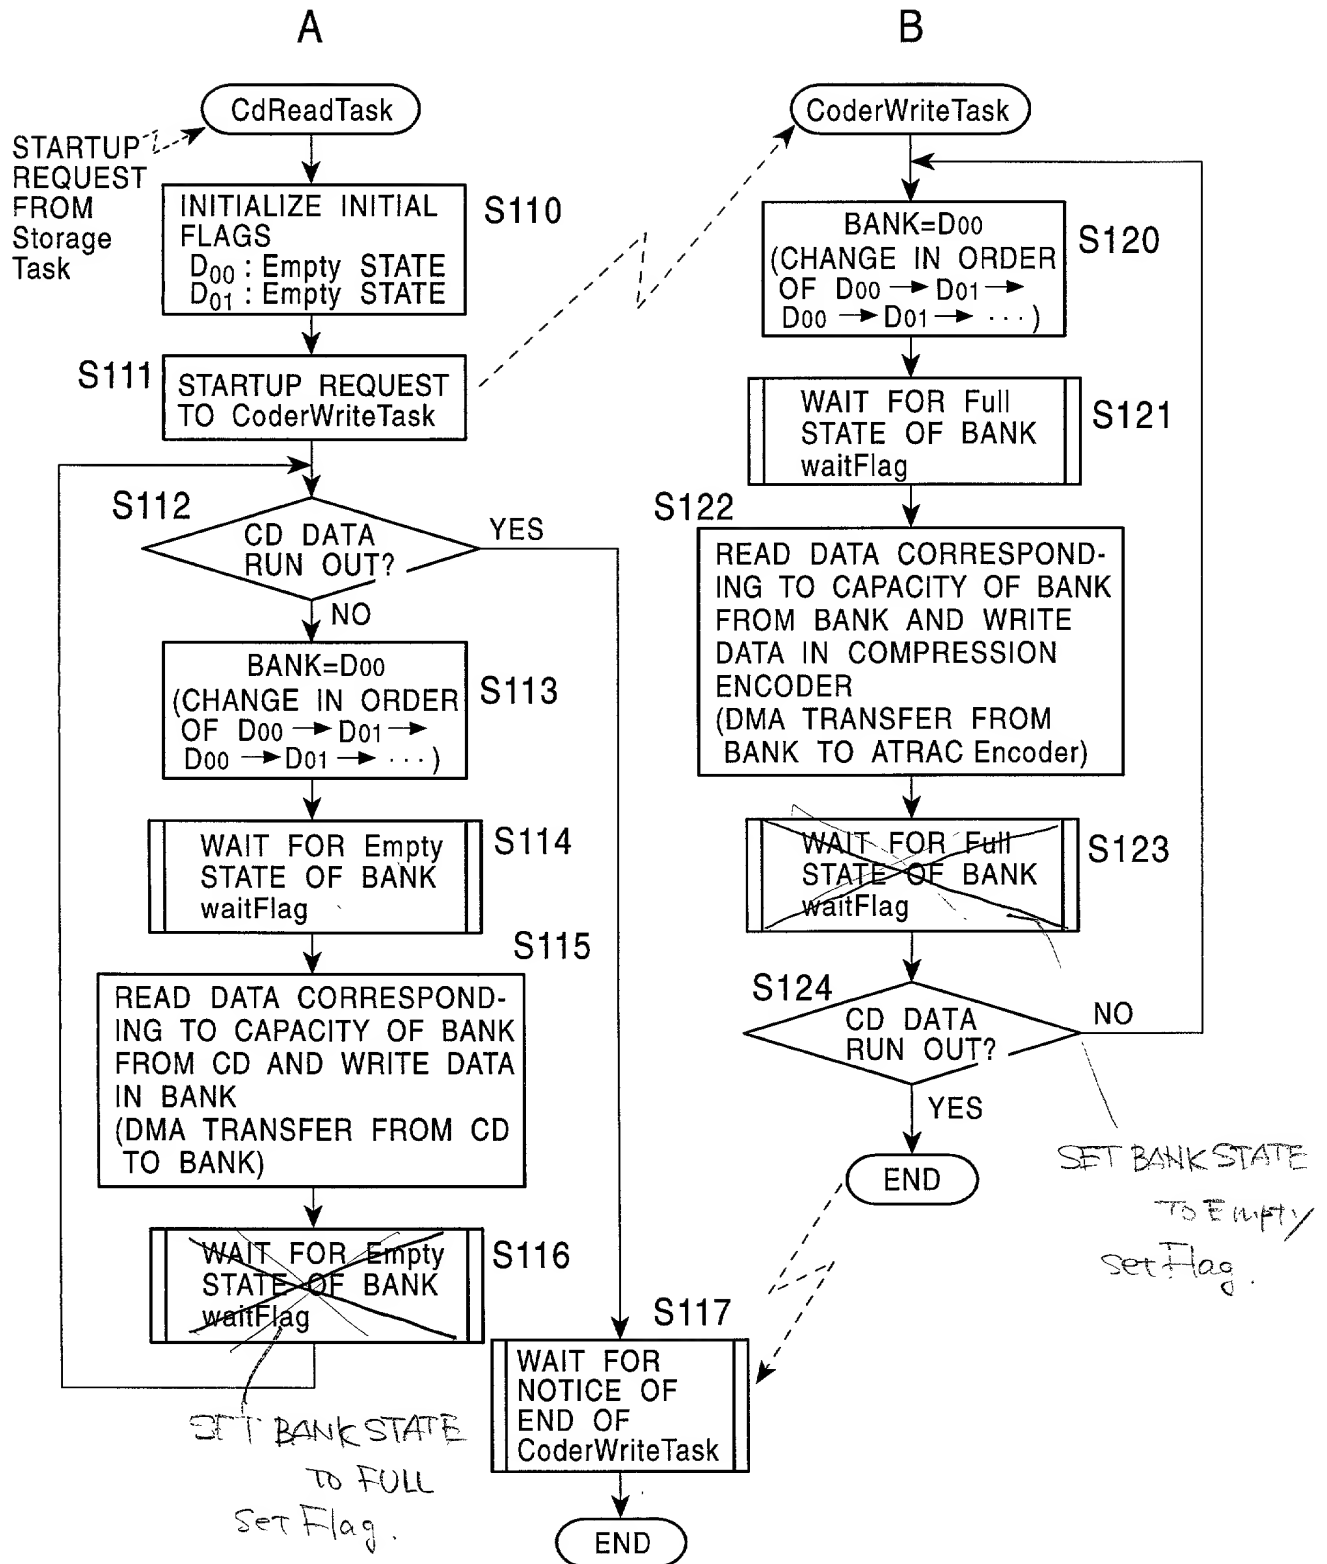 A
CdReadTask
STARTUP
REQUEST
FROM
Storage
Task
INITIALIZE INITIAL
FLAGS
D00 : Empty STATE
D01 : Empty STATE
S110
S111
STARTUP REQUEST
TO CoderWriteTask
S112
CD DATA
RUN OUT?
YES
NO
BANK=D00
(CHANGE IN ORDER
OF D00 → D01 →
D00 → D01 → ···)
S113
WAIT FOR Empty
STATE OF BANK
waitFlag
S114
S115
READ DATA CORRESPOND-
ING TO CAPACITY OF BANK
FROM CD AND WRITE DATA
IN BANK
(DMA TRANSFER FROM CD
TO BANK)
WAIT FOR Empty
STATE OF BANK
waitFlag
S116
SET BANK STATE
TO FULL
Set Flag.
S117
WAIT FOR
NOTICE OF
END OF
CoderWriteTask
END
B
CoderWriteTask
BANK=D00
(CHANGE IN ORDER
OF D00 → D01 →
D00 → D01 → ···)
S120
WAIT FOR Full
STATE OF BANK
waitFlag
S121
S122
READ DATA CORRESPOND-
ING TO CAPACITY OF BANK
FROM BANK AND WRITE
DATA IN COMPRESSION
ENCODER
(DMA TRANSFER FROM
BANK TO ATRAC Encoder)
WAIT FOR Full
STATE OF BANK
waitFlag
S123
S124
CD DATA
RUN OUT?
NO
YES
END
SET BANK STATE
TO Empty
set Flag.